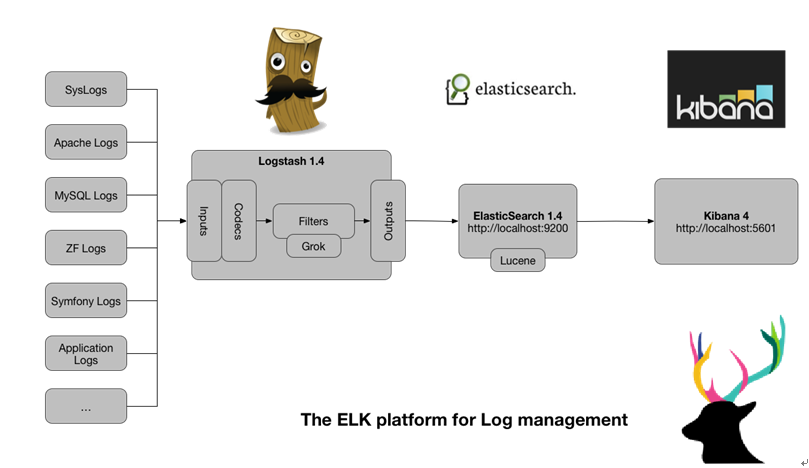 elasticsearch.
kibana
SysLogs
Apache Logs
MySQL Logs
ZF Logs
Symfony Logs
Application
Logs
...
Logstash 1.4
Inputs
Codecs
Filters
Grok
Outputs
ElasticSearch 1.4
http://localhost:9200
Lucene
Kibana 4
http://localhost:5601
The ELK platform for Log management